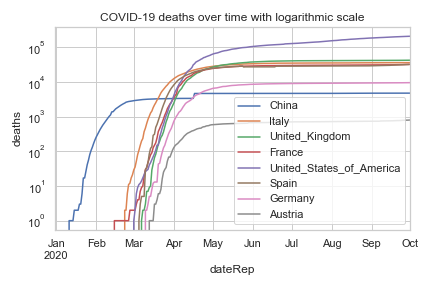 COVID-19 deaths over time with logarithmic scale
deaths
10^5
10^4
10^3
10^2
10^1
10^0
China
Italy
United_Kingdom
France
United_States_of_America
Spain
Germany
Austria
Jan Feb Mar Apr May Jun Jul Aug Sep Oct
2020
dateRep